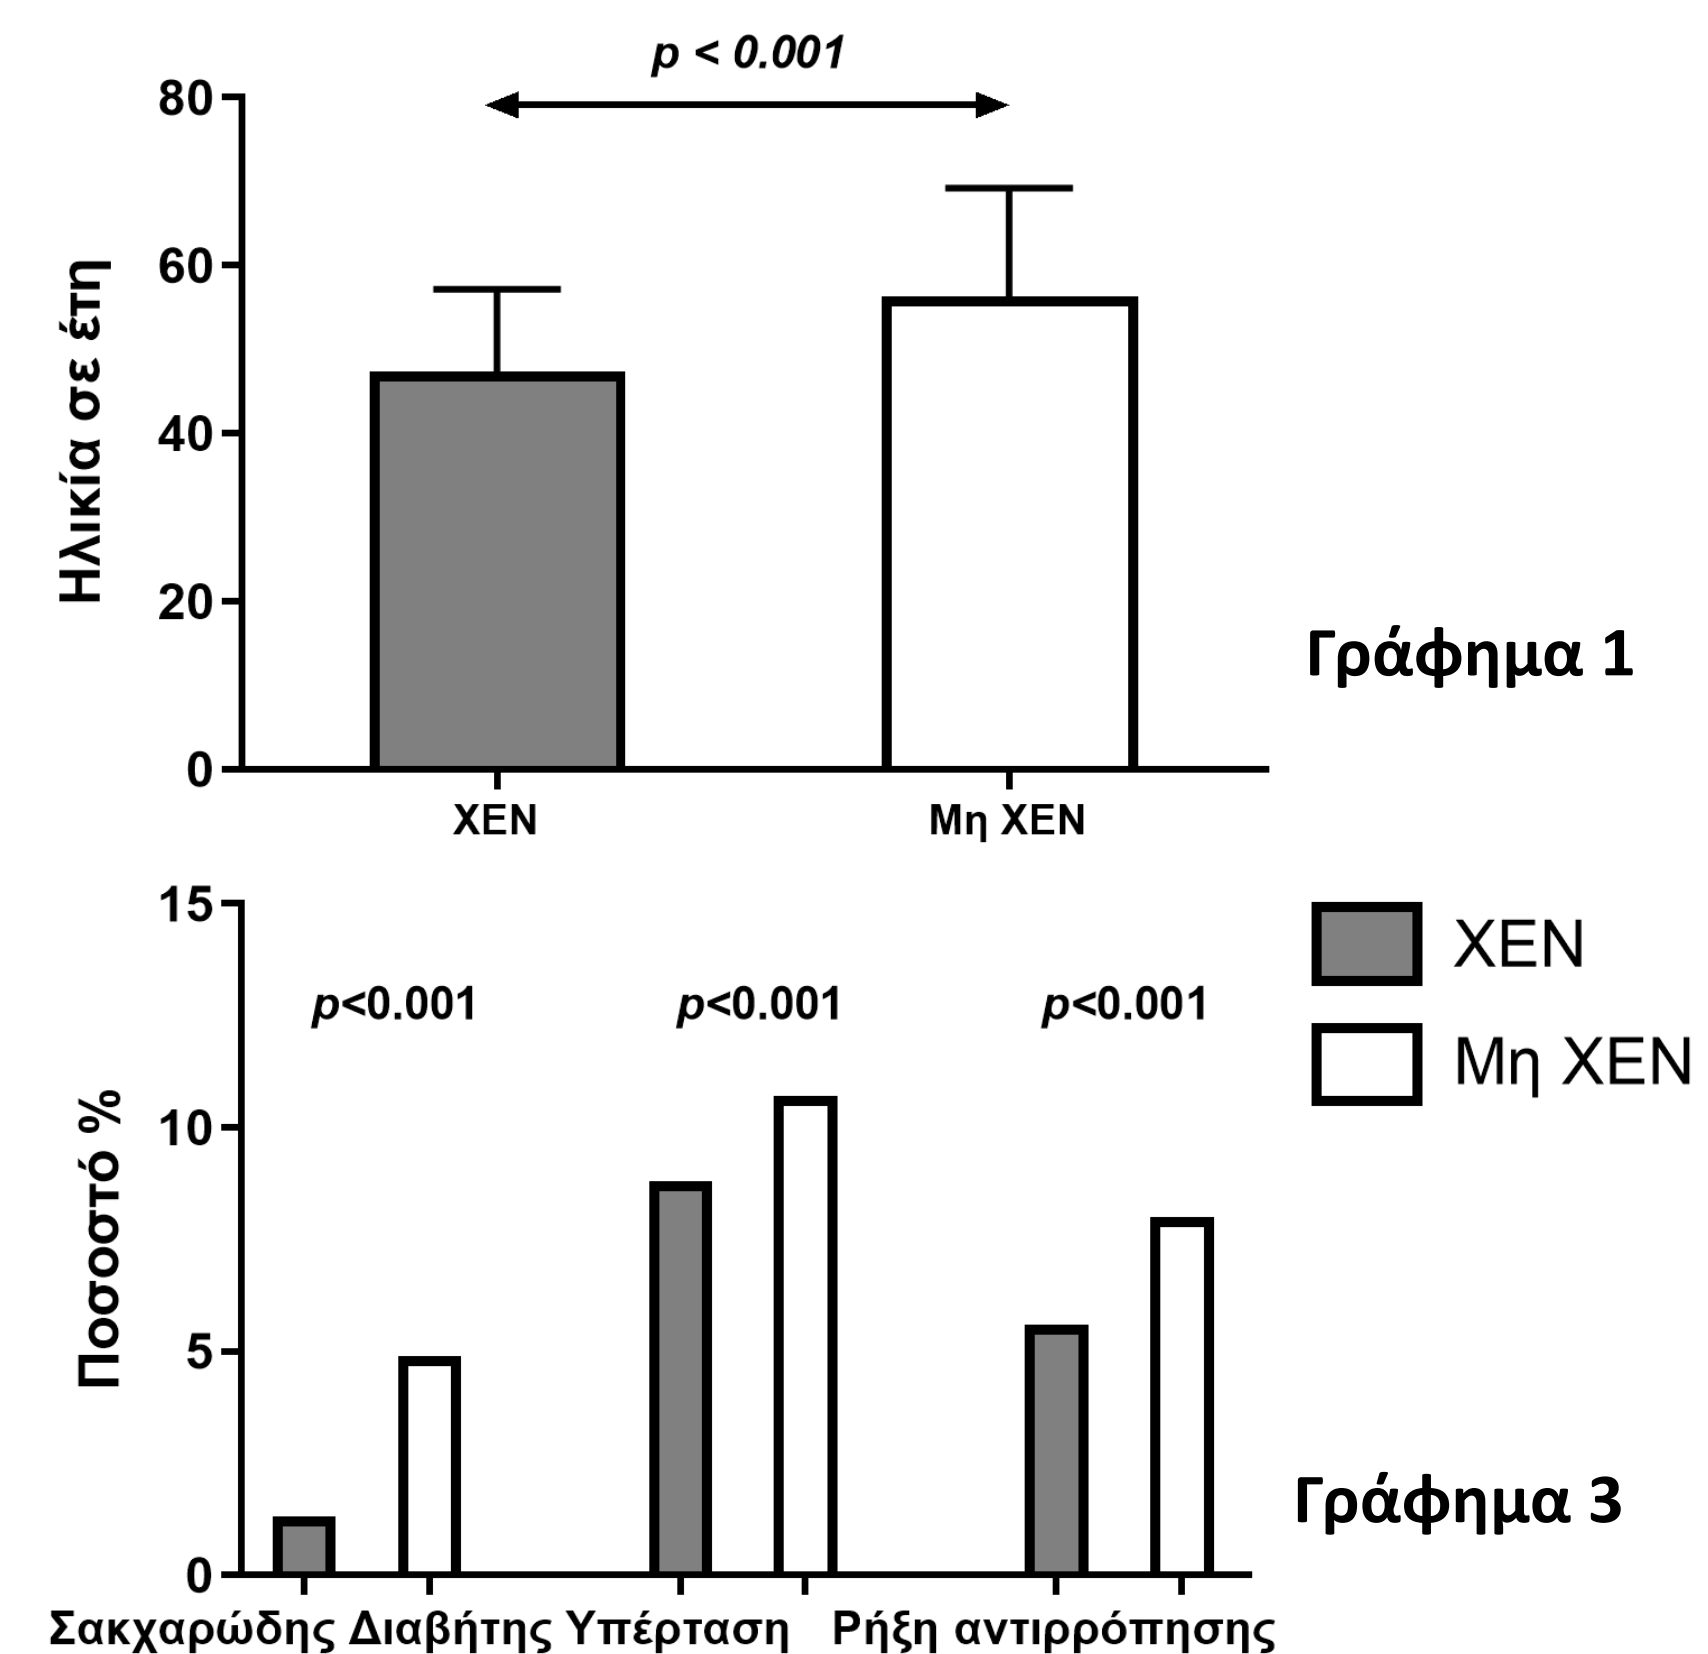 p < 0.001
80
60
40
20
0
Ηλικία σε έτη
ΧΕΝ
Μη ΧΕΝ
Γράφημα 1
15
10
5
0
Ποσοστό %
p<0.001
p<0.001
p<0.001
ΧΕΝ
Μη ΧΕΝ
Γράφημα 3
Σακχαρώδης Διαβήτης
Υπέρταση
Ρήξη αντιρρόπησης